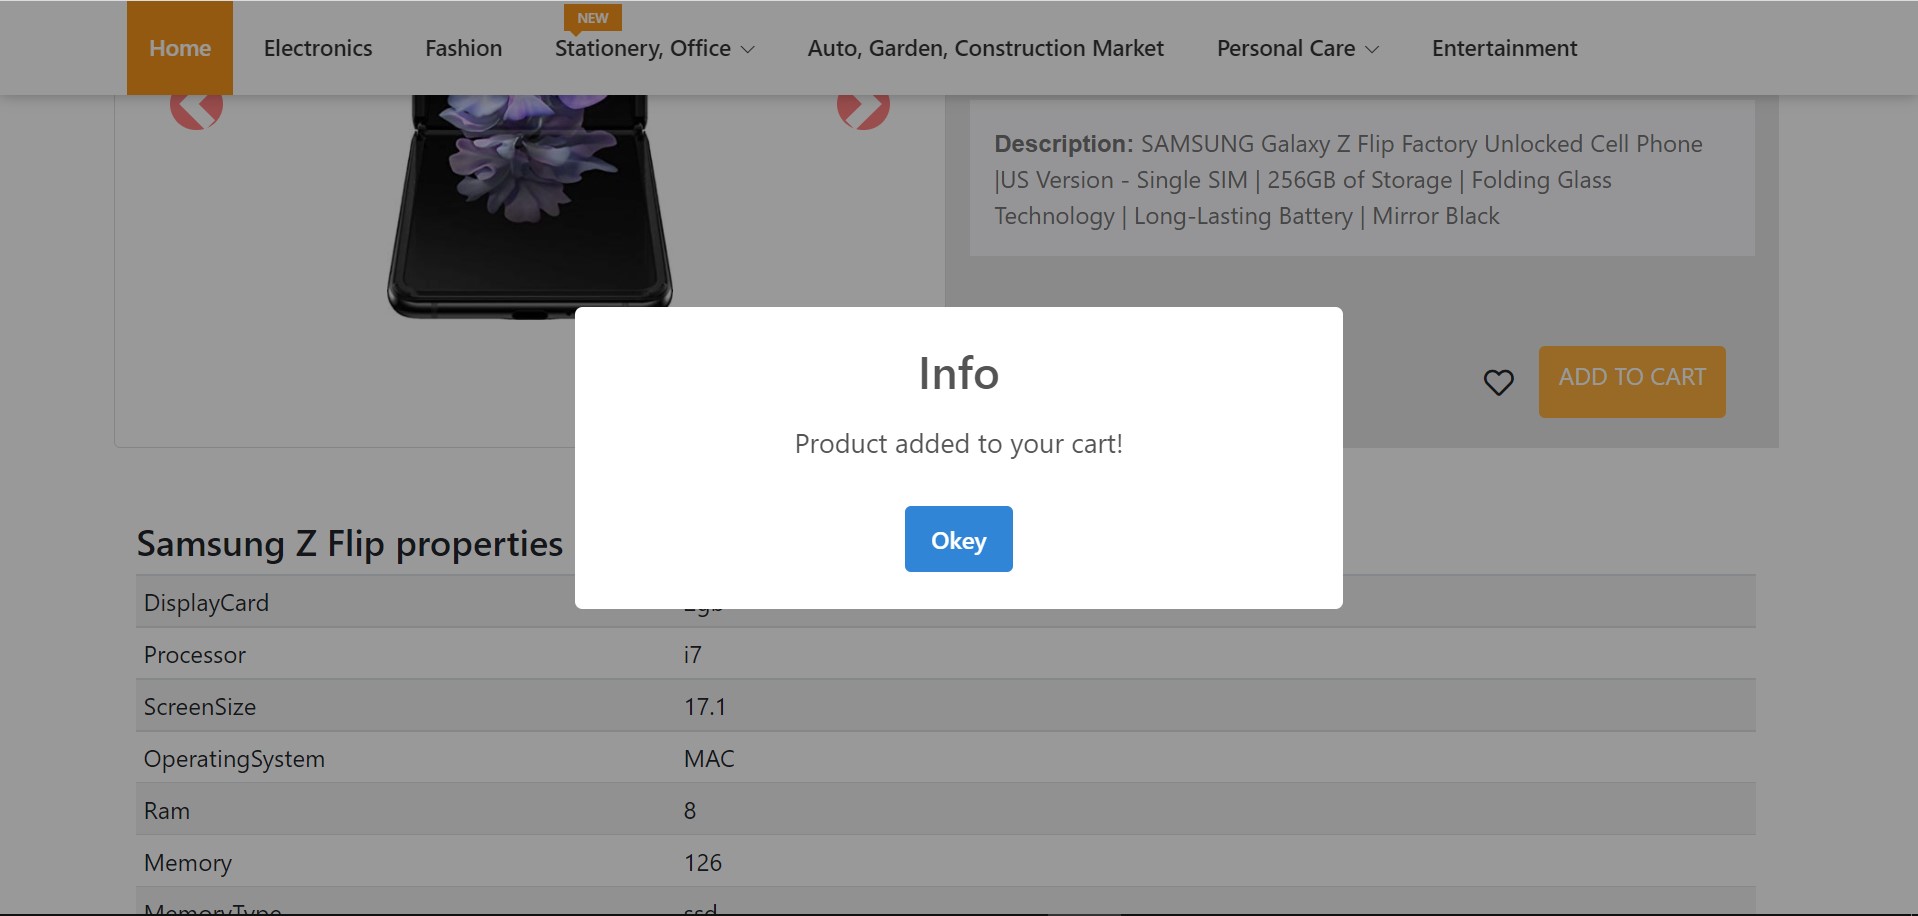 NEW
Home Electronics Fashion Stationery, Office Auto, Garden, Construction Market Personal Care Entertainment
Description: SAMSUNG Galaxy Z Flip Factory Unlocked Cell Phone
|US Version - Single SIM | 256GB of Storage | Folding Glass
Technology | Long-Lasting Battery | Mirror Black
ADD TO CART
Info
Product added to your cart!
Okey
Samsung Z Flip properties
DisplayCard
Processor i7
ScreenSize 17.1
OperatingSystem MAC
Ram 8
Memory 126
MemoryType ssd